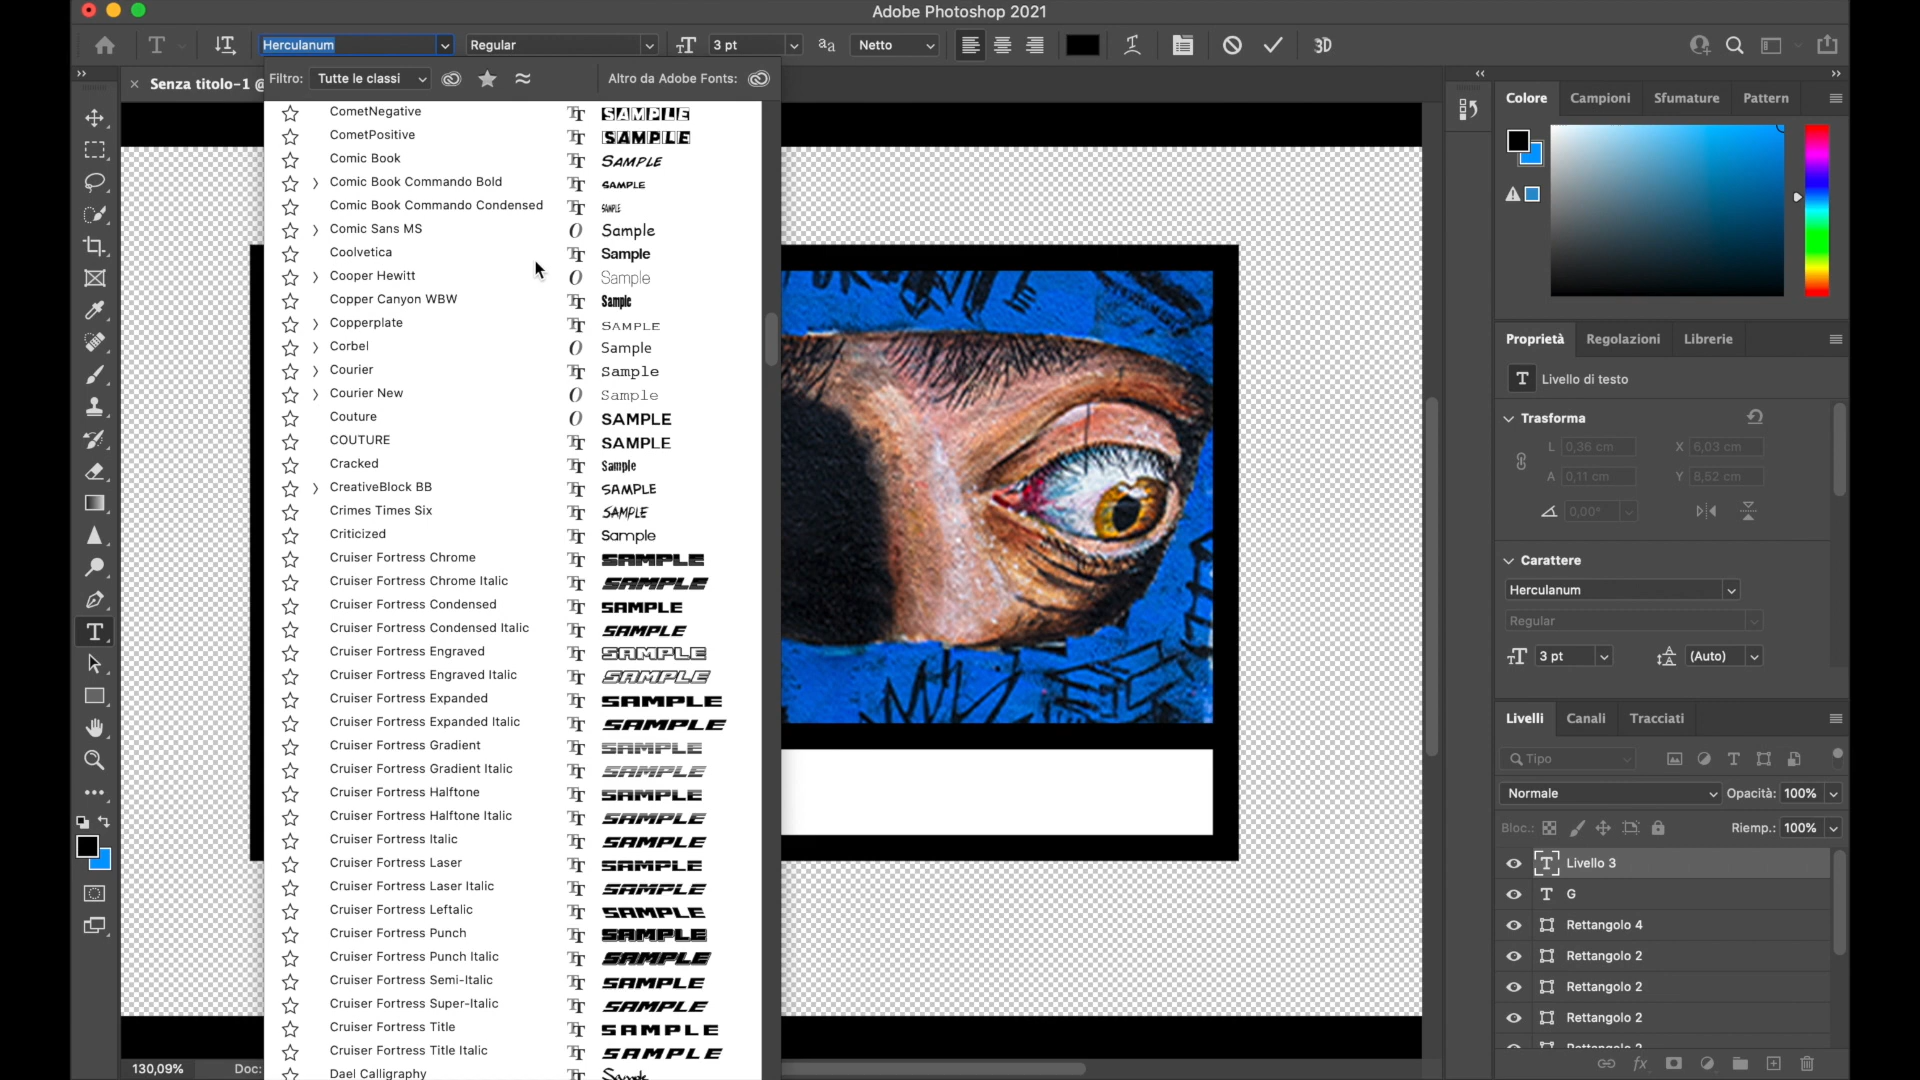 Adobe Photoshop 2021
Herculanum
Regular
3 pt
Netto
3D
Filtro: Tutte le classi
Altro da Adobe Fonts:
Senza titolo-1 @
CometNegative SAMPLE
CometPositive SAMPLE
Comic Book SAMPLE
Comic Book Commando Bold SAMPLE
Comic Book Commando Condensed SAMPLE
Comic Sans MS Sample
Coolvetica Sample
Cooper Hewitt Sample
Copper Canyon WBW Sample
Copperplate SAMPLE
Corbel Sample
Courier Sample
Courier New Sample
Couture SAMPLE
COUTURE SAMPLE
Cracked Sample
CreativeBlock BB SAMPLE
Crimes Times Six SAMPLE
Criticized Sample
Cruiser Fortress Chrome SAMPLE
Cruiser Fortress Chrome Italic SAMPLE
Cruiser Fortress Condensed SAMPLE
Cruiser Fortress Condensed Italic SAMPLE
Cruiser Fortress Engraved SAMPLE
Cruiser Fortress Engraved Italic SAMPLE
Cruiser Fortress Expanded SAMPLE
Cruiser Fortress Expanded Italic SAMPLE
Cruiser Fortress Gradient SAMPLE
Cruiser Fortress Gradient Italic SAMPLE
Cruiser Fortress Halftone SAMPLE
Cruiser Fortress Halftone Italic SAMPLE
Cruiser Fortress Italic SAMPLE
Cruiser Fortress Laser SAMPLE
Cruiser Fortress Laser Italic SAMPLE
Cruiser Fortress Leftalic SAMPLE
Cruiser Fortress Punch SAMPLE
Cruiser Fortress Punch Italic SAMPLE
Cruiser Fortress Semi-Italic SAMPLE
Cruiser Fortress Super-Italic SAMPLE
Cruiser Fortress Title SAMPLE
Cruiser Fortress Title Italic SAMPLE
Dael Calligraphy Sample
130,09% Doc:
Colore Campioni Sfumature Pattern
Proprietà Regolazioni Librerie
Livello di testo
Trasforma
L 0,36 cm X 6,03 cm
A 0,11 cm Y 8,52 cm
0,00°
Carattere
Herculanum
Regular
3 pt (Auto)
Livelli Canali Tracciati
Tipo
Normale Opacità: 100%
Bloc.: Riemp.: 100%
Livello 3
G
Rettangolo 4
Rettangolo 2
Rettangolo 2
Rettangolo 2
Rettangolo 2